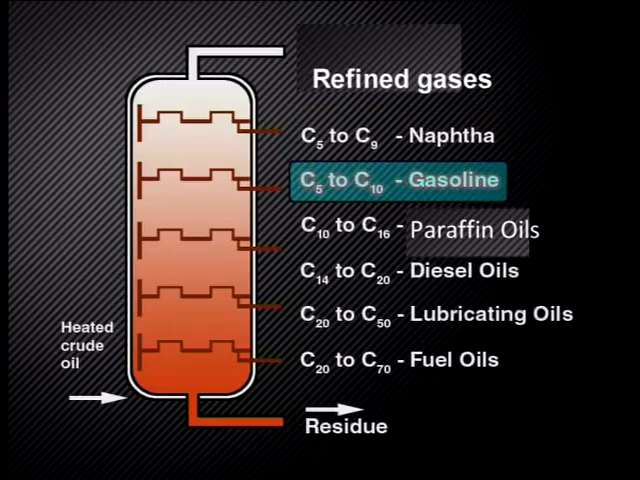 Refined gases
C₅ to C₉ - Naphtha
C₅ to C₁₀ - Gasoline
C₁₀ to C₁₆ - Paraffin Oils
C₁₄ to C₂₀ - Diesel Oils
C₂₀ to C₅₀ - Lubricating Oils
C₂₀ to C₇₀ - Fuel Oils
Heated
crude
oil
Residue